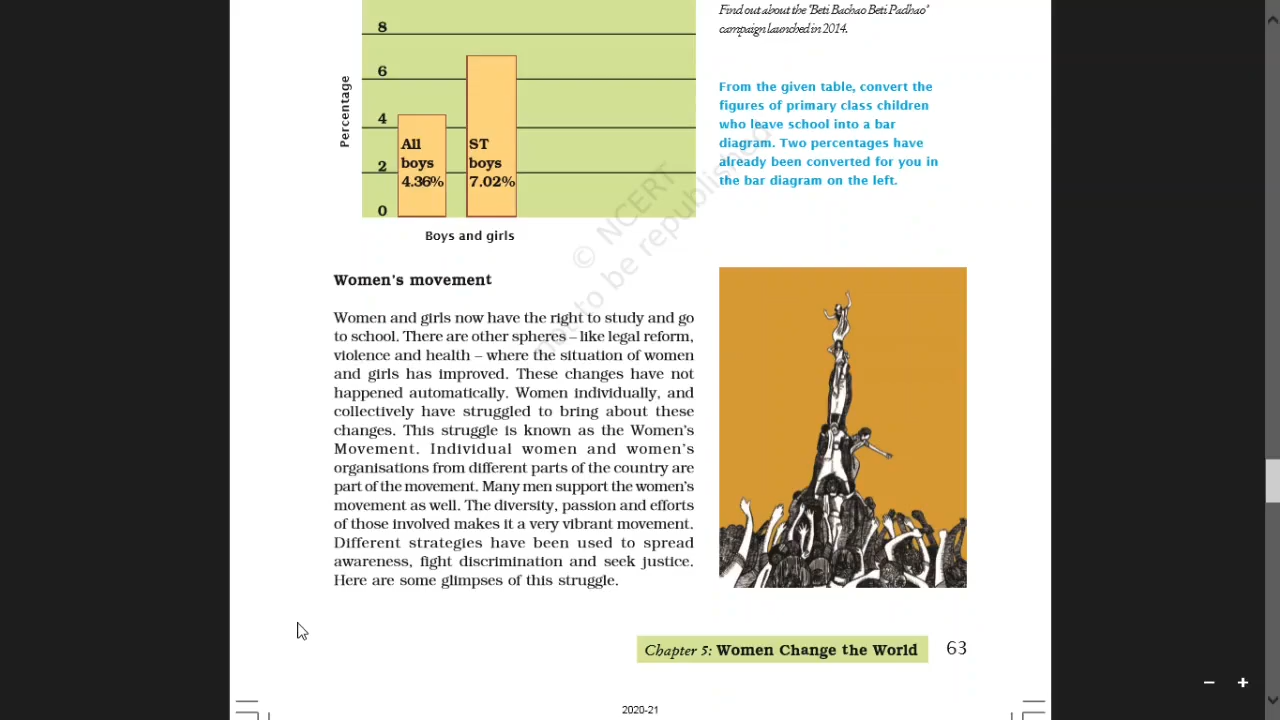 Find out about the 'Beti Bachao Beti Padhao'
campaign launched in 2014.
8
6
4
2
0
Percentage
All
boys
4.36%
ST
boys
7.02%
Boys and girls
From the given table, convert the
figures of primary class children
who leave school into a bar
diagram. Two percentages have
already been converted for you in
the bar diagram on the left.
© NCERT
not to be republished
Women's movement
Women and girls now have the right to study and go
to school. There are other spheres – like legal reform,
violence and health – where the situation of women
and girls has improved. These changes have not
happened automatically. Women individually, and
collectively have struggled to bring about these
changes. This struggle is known as the Women's
Movement. Individual women and women's
organisations from different parts of the country are
part of the movement. Many men support the women's
movement as well. The diversity, passion and efforts
of those involved makes it a very vibrant movement.
Different strategies have been used to spread
awareness, fight discrimination and seek justice.
Here are some glimpses of this struggle.
Chapter 5: Women Change the World 63
2020-21